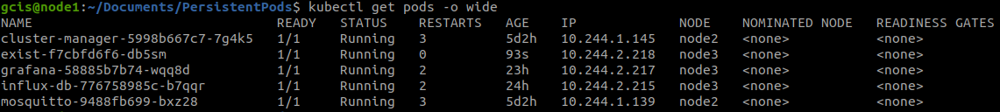 gcis@node1:~/Documents/PersistentPods$ kubectl get pods -o wide
NAME READY STATUS RESTARTS AGE IP NODE NOMINATED NODE READINESS GATES
cluster-manager-5998b667c7-7g4k5 1/1 Running 3 5d2h 10.244.1.145 node2 <none> <none>
exist-f7cbfd6f6-db5sm 1/1 Running 0 93s 10.244.2.218 node3 <none> <none>
grafana-58885b7b74-wqq8d 1/1 Running 2 23h 10.244.2.217 node3 <none> <none>
influx-db-776758985c-b7qqr 1/1 Running 2 24h 10.244.2.215 node3 <none> <none>
mosquitto-9488fb699-bxz28 1/1 Running 3 5d2h 10.244.1.139 node2 <none> <none>